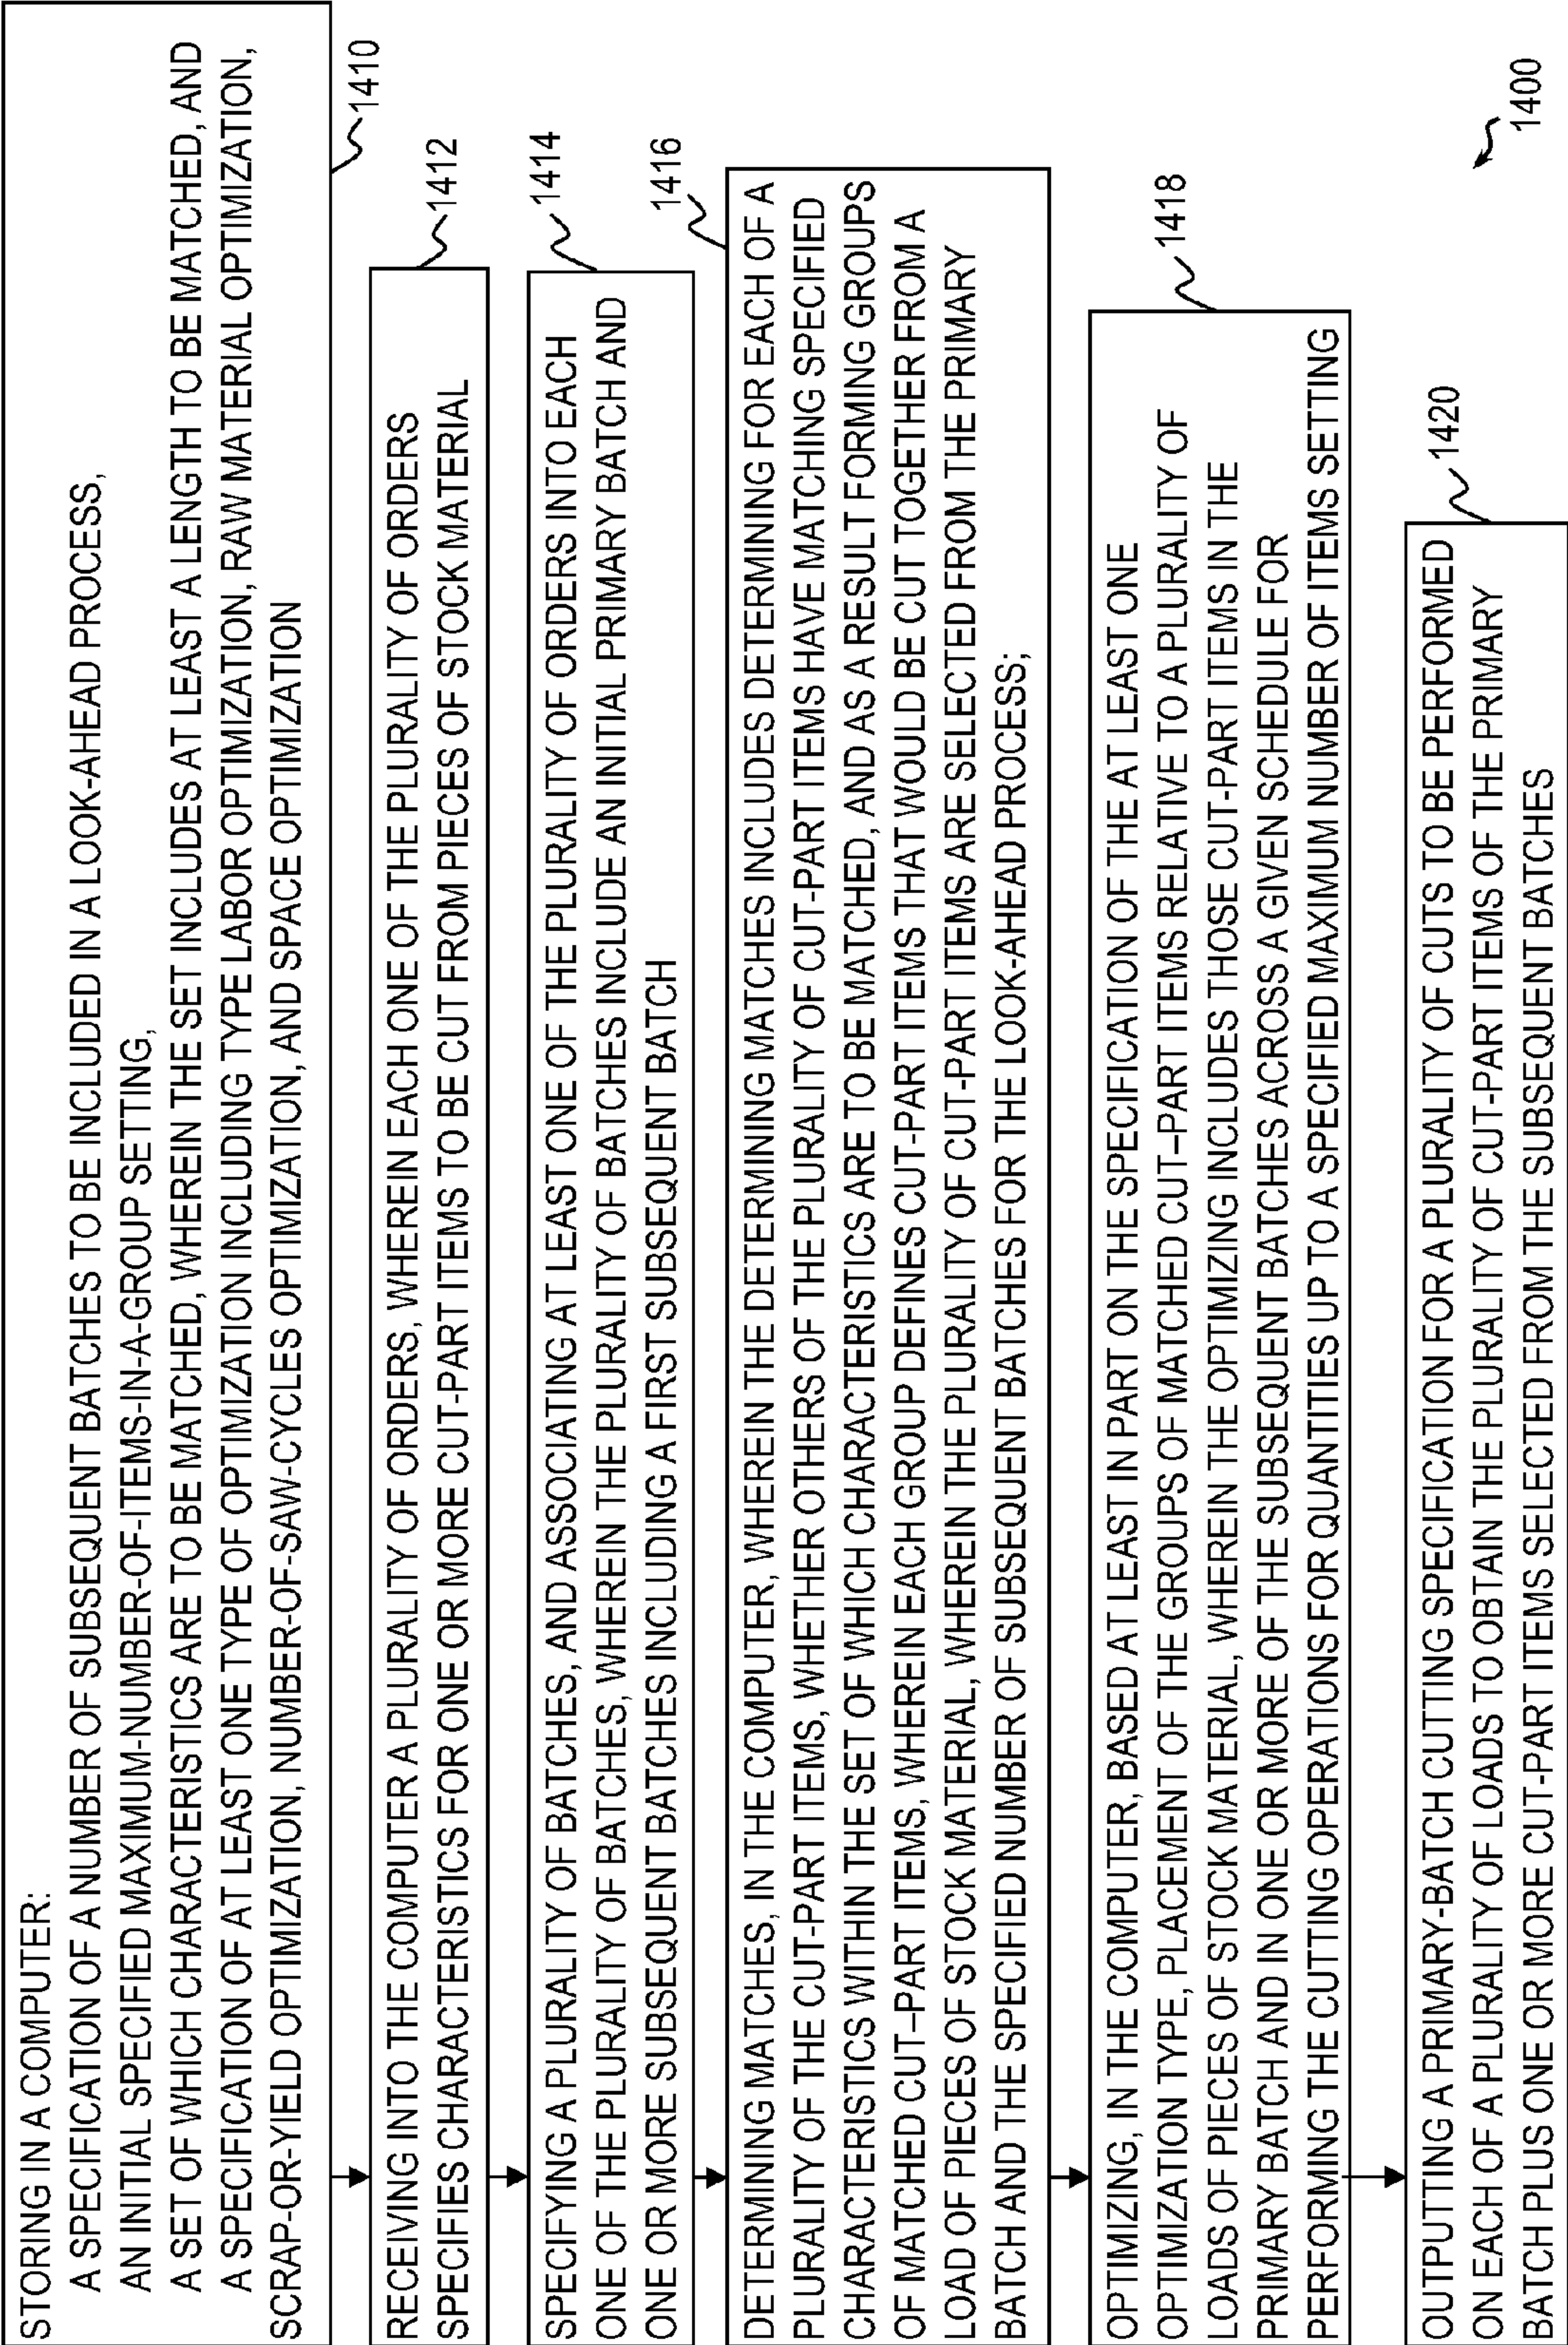 STORING IN A COMPUTER:
A SPECIFICATION OF A NUMBER OF SUBSEQUENT BATCHES TO BE INCLUDED IN A LOOK-AHEAD PROCESS,
AN INITIAL SPECIFIED MAXIMUM-NUMBER-OF-ITEMS-IN-A-GROUP SETTING,
A SET OF WHICH CHARACTERISTICS ARE TO BE MATCHED, WHEREIN THE SET INCLUDES AT LEAST A LENGTH TO BE MATCHED, AND
A SPECIFICATION OF AT LEAST ONE TYPE OF OPTIMIZATION INCLUDING TYPE LABOR OPTIMIZATION, RAW MATERIAL OPTIMIZATION,
SCRAP-OR-YIELD OPTIMIZATION, NUMBER-OF-SAW-CYCLES OPTIMIZATION, AND SPACE OPTIMIZATION
1410
RECEIVING INTO THE COMPUTER A PLURALITY OF ORDERS, WHEREIN EACH ONE OF THE PLURALITY OF ORDERS
SPECIFIES CHARACTERISTICS FOR ONE OR MORE CUT-PART ITEMS TO BE CUT FROM PIECES OF STOCK MATERIAL
1412
SPECIFYING A PLURALITY OF BATCHES, AND ASSOCIATING AT LEAST ONE OF THE PLURALITY OF ORDERS INTO EACH
ONE OF THE PLURALITY OF BATCHES, WHEREIN THE PLURALITY OF BATCHES INCLUDE AN INITIAL PRIMARY BATCH AND
ONE OR MORE SUBSEQUENT BATCHES INCLUDING A FIRST SUBSEQUENT BATCH
1414
DETERMINING MATCHES, IN THE COMPUTER, WHEREIN THE DETERMINING MATCHES INCLUDES DETERMINING FOR EACH OF A
PLURALITY OF THE CUT-PART ITEMS, WHETHER OTHERS OF THE PLURALITY OF CUT-PART ITEMS HAVE MATCHING SPECIFIED
CHARACTERISTICS WITHIN THE SET OF WHICH CHARACTERISTICS ARE TO BE MATCHED, AND AS A RESULT FORMING GROUPS
OF MATCHED CUT–PART ITEMS, WHEREIN EACH GROUP DEFINES CUT-PART ITEMS THAT WOULD BE CUT TOGETHER FROM A
LOAD OF PIECES OF STOCK MATERIAL, WHEREIN THE PLURALITY OF CUT-PART ITEMS ARE SELECTED FROM THE PRIMARY
BATCH AND THE SPECIFIED NUMBER OF SUBSEQUENT BATCHES FOR THE LOOK-AHEAD PROCESS;
1416
OPTIMIZING, IN THE COMPUTER, BASED AT LEAST IN PART ON THE SPECIFICATION OF THE AT LEAST ONE
OPTIMIZATION TYPE, PLACEMENT OF THE GROUPS OF MATCHED CUT–PART ITEMS RELATIVE TO A PLURALITY OF
LOADS OF PIECES OF STOCK MATERIAL, WHEREIN THE OPTIMIZING INCLUDES THOSE CUT-PART ITEMS IN THE
PRIMARY BATCH AND IN ONE OR MORE OF THE SUBSEQUENT BATCHES ACROSS A GIVEN SCHEDULE FOR
PERFORMING THE CUTTING OPERATIONS FOR QUANTITIES UP TO A SPECIFIED MAXIMUM NUMBER OF ITEMS SETTING
1418
OUTPUTTING A PRIMARY-BATCH CUTTING SPECIFICATION FOR A PLURALITY OF CUTS TO BE PERFORMED
ON EACH OF A PLURALITY OF LOADS TO OBTAIN THE PLURALITY OF CUT-PART ITEMS OF THE PRIMARY
BATCH PLUS ONE OR MORE CUT-PART ITEMS SELECTED FROM THE SUBSEQUENT BATCHES
1420
1400